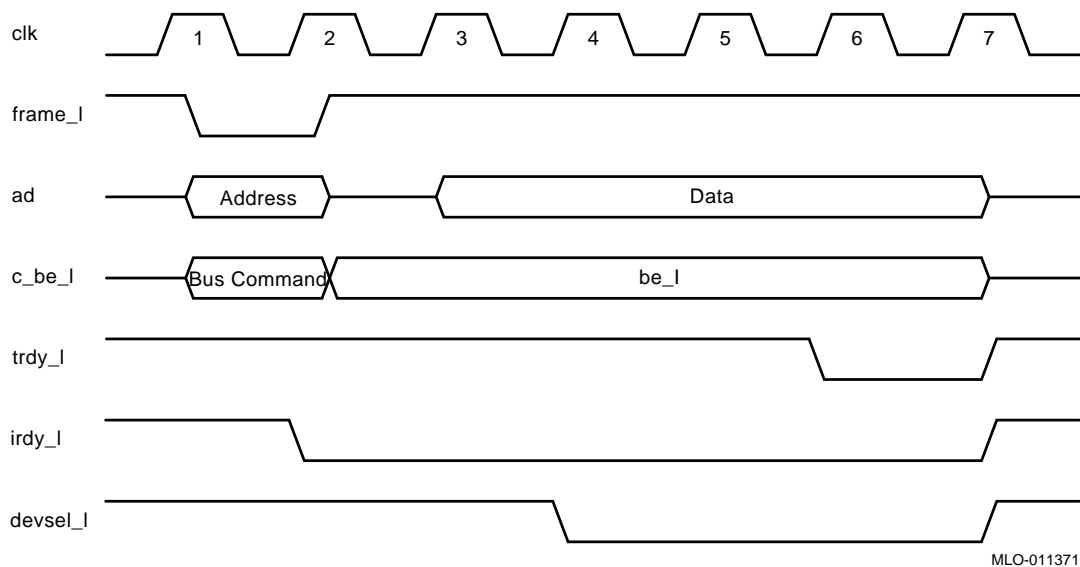 clk 1 2 3 4 5 6 7
frame_l
ad Address Data
c_be_l Bus Command be_l
trdy_l
irdy_l
devsel_l
MLO-011371